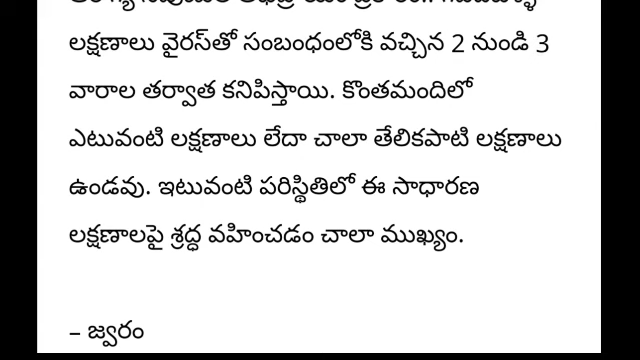 లక్షణాలు వైరస్‌తో సంబంధంలోకి వచ్చిన 2 నుండి 3
వారాల తర్వాత కనిపిస్తాయి. కొంతమందిలో
ఎటువంటి లక్షణాలు లేదా చాలా తేలికపాటి లక్షణాలు
ఉండవు. ఇటువంటి పరిస్థితిలో ఈ సాధారణ
లక్షణాలపై శ్రద్ధ వహించడం చాలా ముఖ్యం.
– జ్వరం